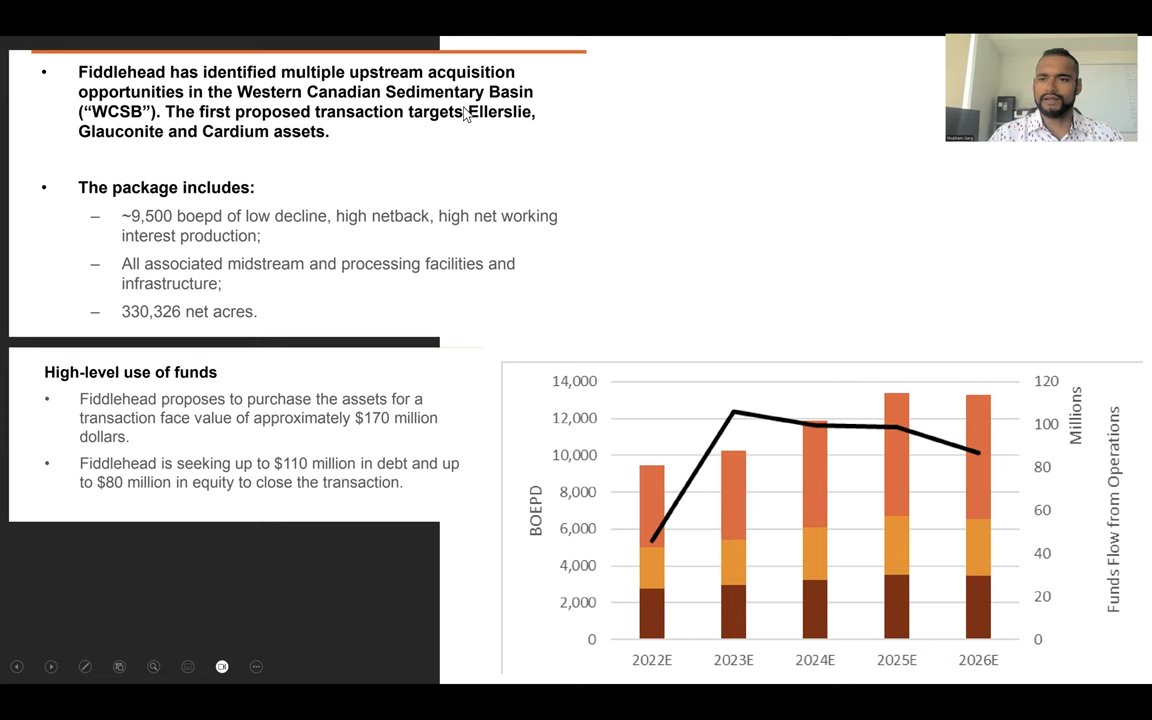 • Fiddlehead has identified multiple upstream acquisition
opportunities in the Western Canadian Sedimentary Basin
(“WCSB”). The first proposed transaction targets Ellerslie,
Glauconite and Cardium assets.
• The package includes:
– ~9,500 boepd of low decline, high netback, high net working
interest production;
– All associated midstream and processing facilities and
infrastructure;
– 330,326 net acres.
High-level use of funds
• Fiddlehead proposes to purchase the assets for a
transaction face value of approximately $170 million
dollars.
• Fiddlehead is seeking up to $110 million in debt and up
to $80 million in equity to close the transaction.
BOEPD
14,000
12,000
10,000
8,000
6,000
4,000
2,000
0
2022E 2023E 2024E 2025E 2026E
120
100
80
60
40
20
0
Millions
Funds Flow from Operations
Shubham Garg